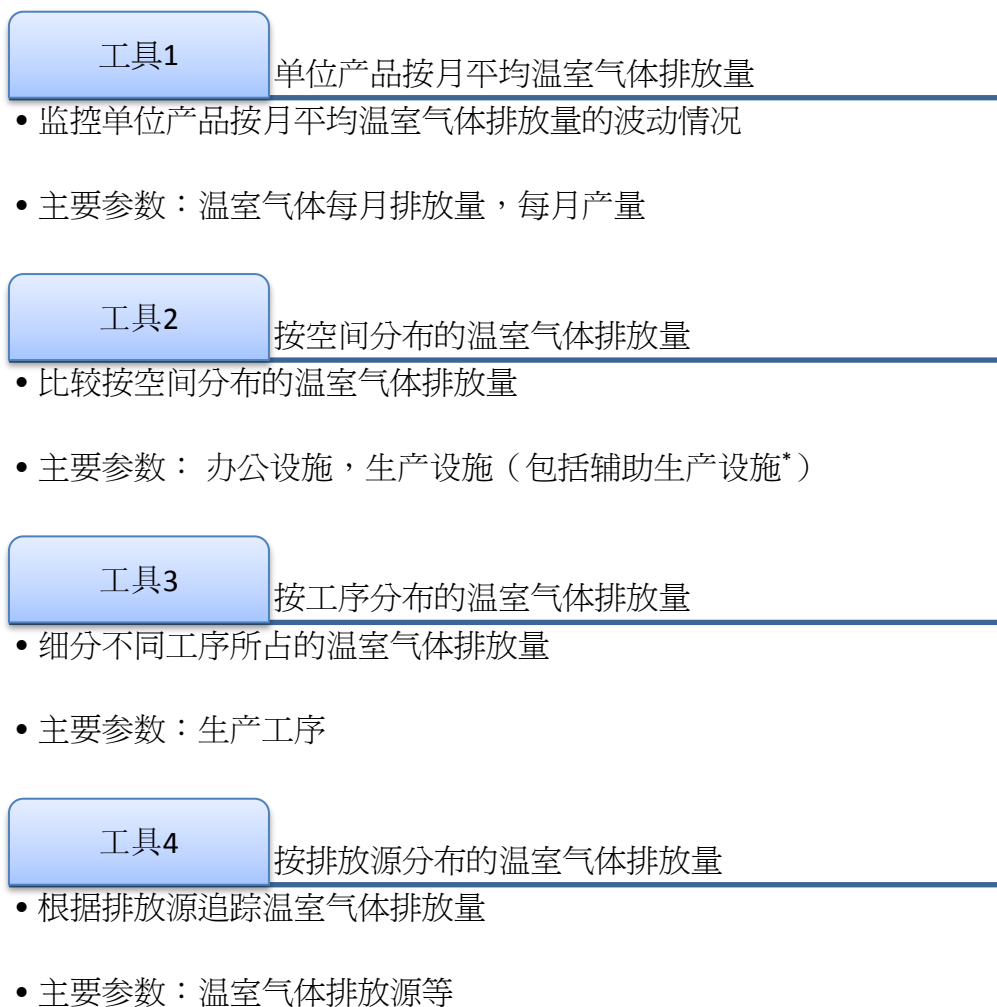 工具1
单位产品按月平均温室气体排放量
•监控单位产品按月平均温室气体排放量的波动情况
•主要参数：温室气体每月排放量，每月产量
工具2
按空间分布的温室气体排放量
•比较按空间分布的温室气体排放量
•主要参数： 办公设施，生产设施（包括辅助生产设施*）
工具3
按工序分布的温室气体排放量
•细分不同工序所占的温室气体排放量
•主要参数：生产工序
工具4
按排放源分布的温室气体排放量
•根据排放源追踪温室气体排放量
•主要参数：温室气体排放源等